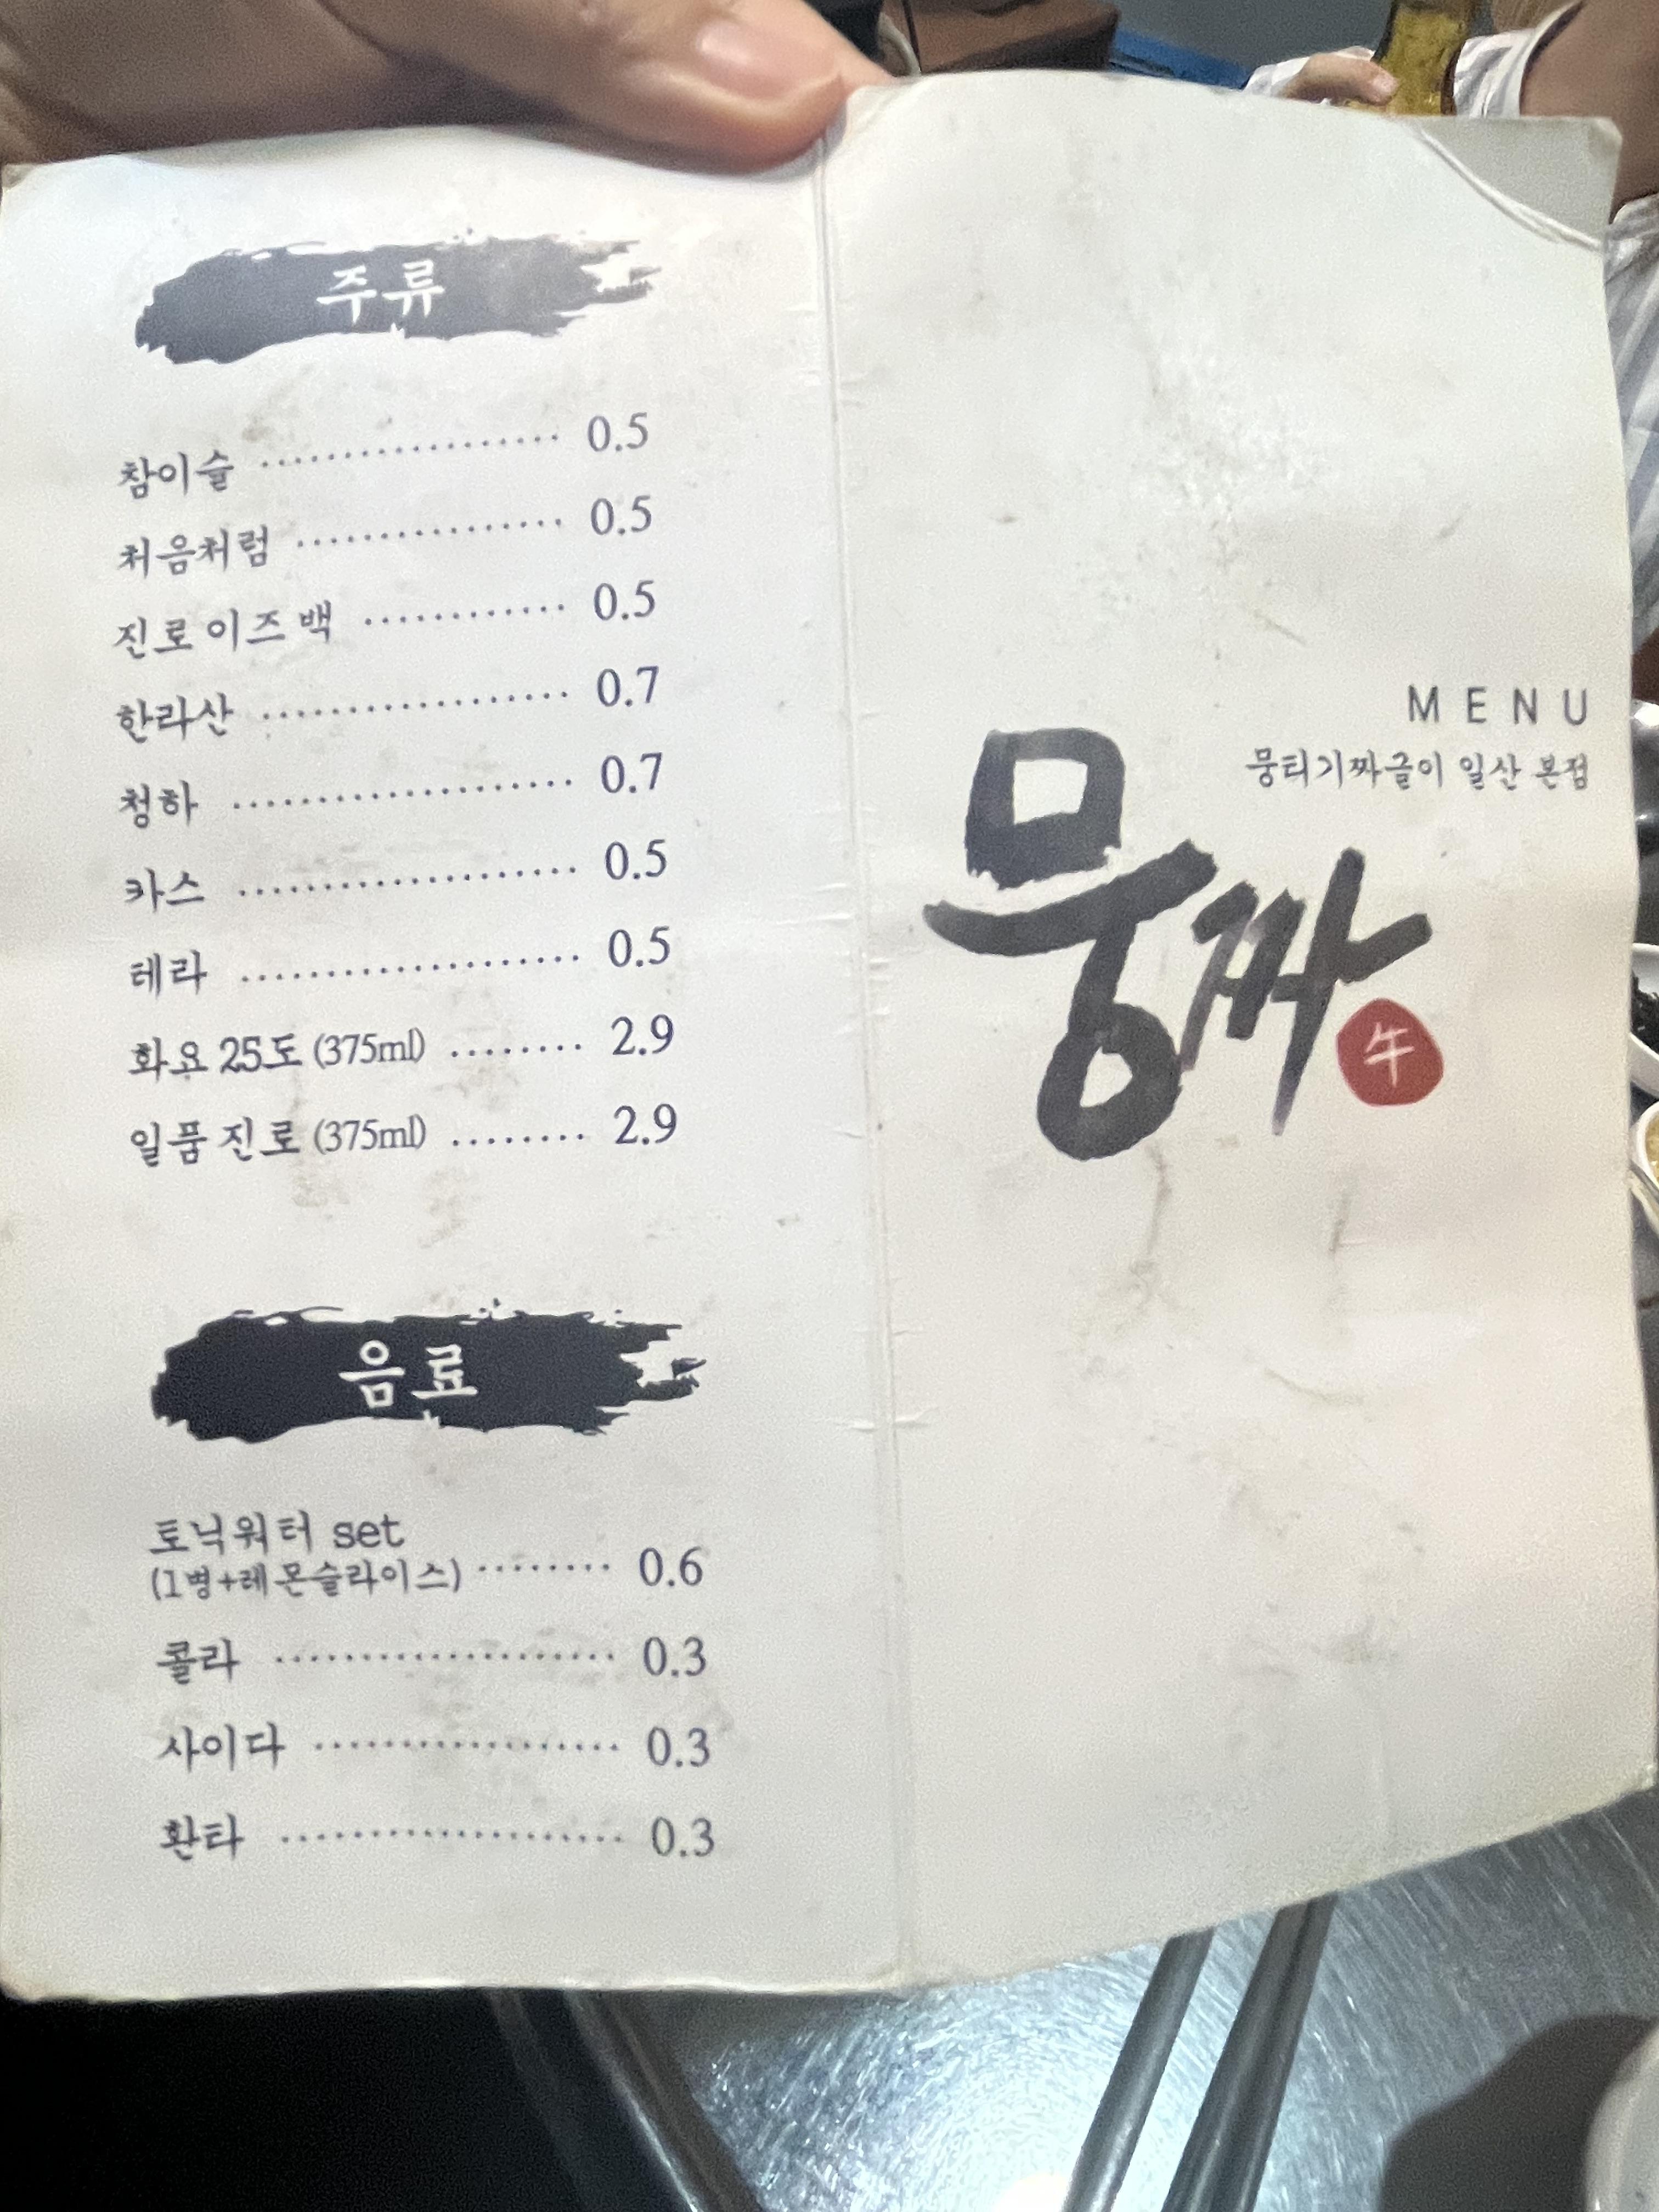 주류
참이슬 ·················· 0.5
처음처럼 ················ 0.5
진로 이즈 백 ············ 0.5
한라산 ·················· 0.7
청하 ···················· 0.7
카스 ···················· 0.5
테라 ···················· 0.5
화요 25도 (375ml) ........ 2.9
일품 진로 (375ml) ........ 2.9
음료
토닉워터 set
(1병+레몬슬라이스) ········ 0.6
콜라 ···················· 0.3
사이다 ·················· 0.3
환타 ···················· 0.3
MENU
뭉티기짜글이 일산 본점
뭉짜
牛